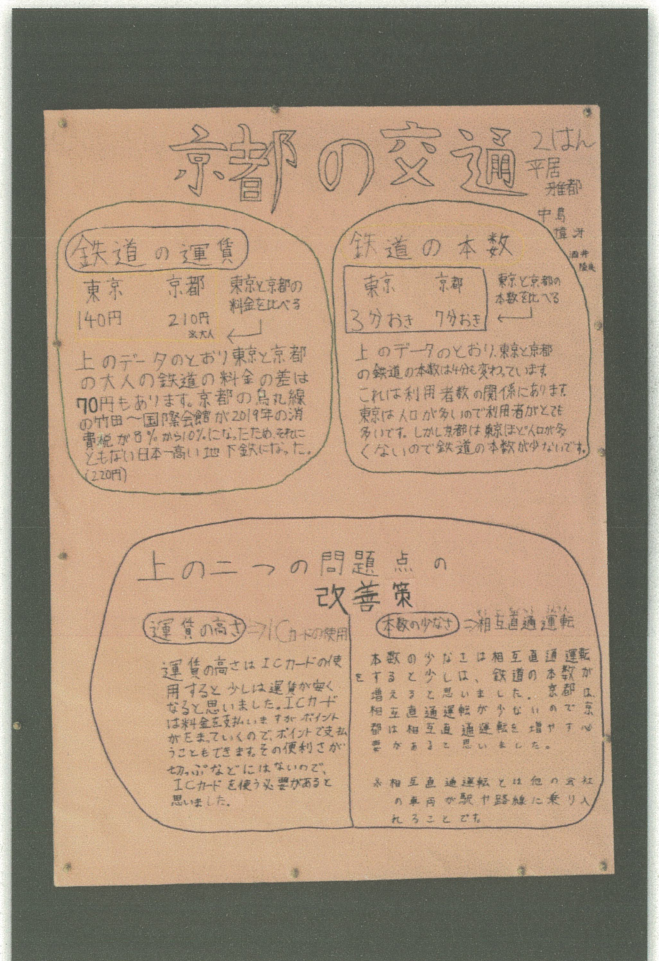 京都の交通
2はん
平居
雅都
中島
酒井
鉄道の運賃
東京 京都
140円 210円
※大人
東京と京都の
料金を比べる
上のデータのとおり東京と京都
の大人の鉄道の料金の差は
70円もあります。京都の烏丸線
の竹田〜国際会館が2019年の消
費税が8%から10%になったため、それに
ともない日本一高い地下鉄になった。
(220円)
鉄道の本数
東京 京都
3分おき 7分おき
東京と京都の
本数を比べる
上のデータのとおり、東京と京都
の鉄道の本数は4分も変わっています
これは利用者数の関係にあります。
東京は人口が多いので利用者がとても
多いです。しかし京都は東京ほど人口が多
くないので鉄道の本数が少ないです。
上の二つの問題点の
改善策
運賃の高さ⇒ICカードの使用
運賃の高さはICカードの使
用すると少しは運賃が安く
なると思いました。ICカード
は料金を支払いますがポイント
がたまっていくので、ポイントで支払
うこともできます。その便利さが
切っぷなどにはないので、
ICカードを使う必要があると
思いました。
本数の少なさ⇒相互直通運転
本数の少なさは相互直通運転
をすると少しは、鉄道の本数が
増えると思いました。京都は、
相互直通運転が少ないので京
都は相互直通運転を増やす必
要があると思いました。
※相互直通運転とは他の会社
の車両が駅や路線に乗り入
れることです。